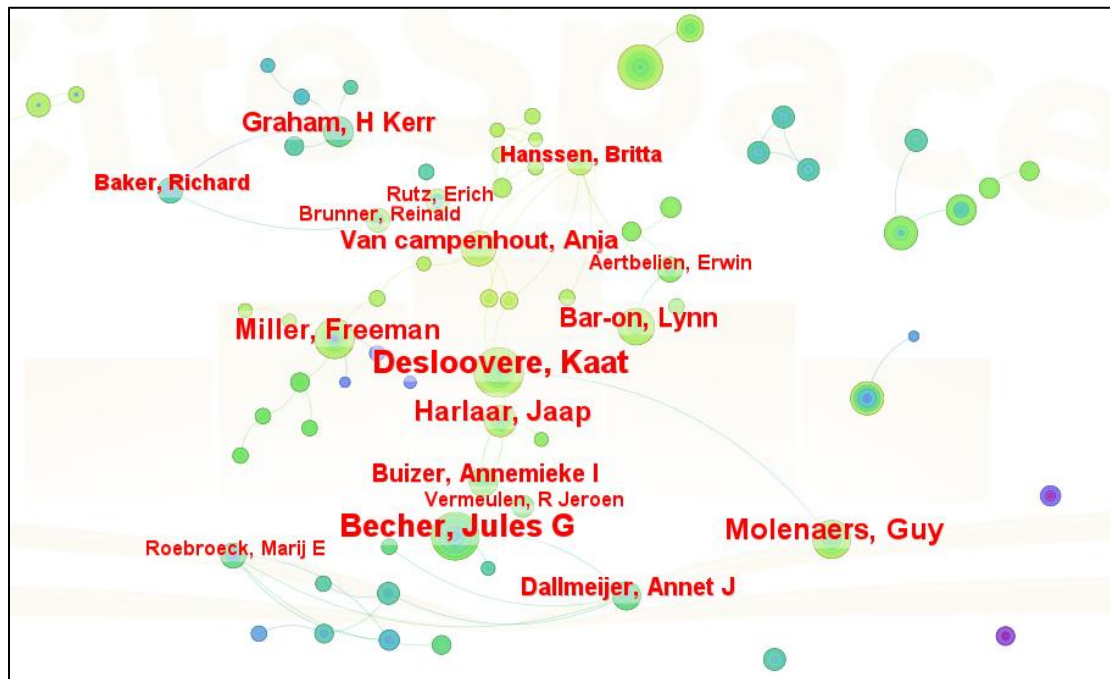 CiteSpace
Graham, H Kerr
Hanssen, Britta
Baker, Richard
Rutz, Erich
Brunner, Reinald
Van campenhout, Anja
Aertbelien, Erwin
Bar-on, Lynn
Miller, Freeman
Desloovere, Kaat
Harlaar, Jaap
Buizer, Annemieke I
Vermeulen, R Jeroen
Becher, Jules G
Molenaers, Guy
Roebroeck, Marij E
Dallmeijer, Annet J